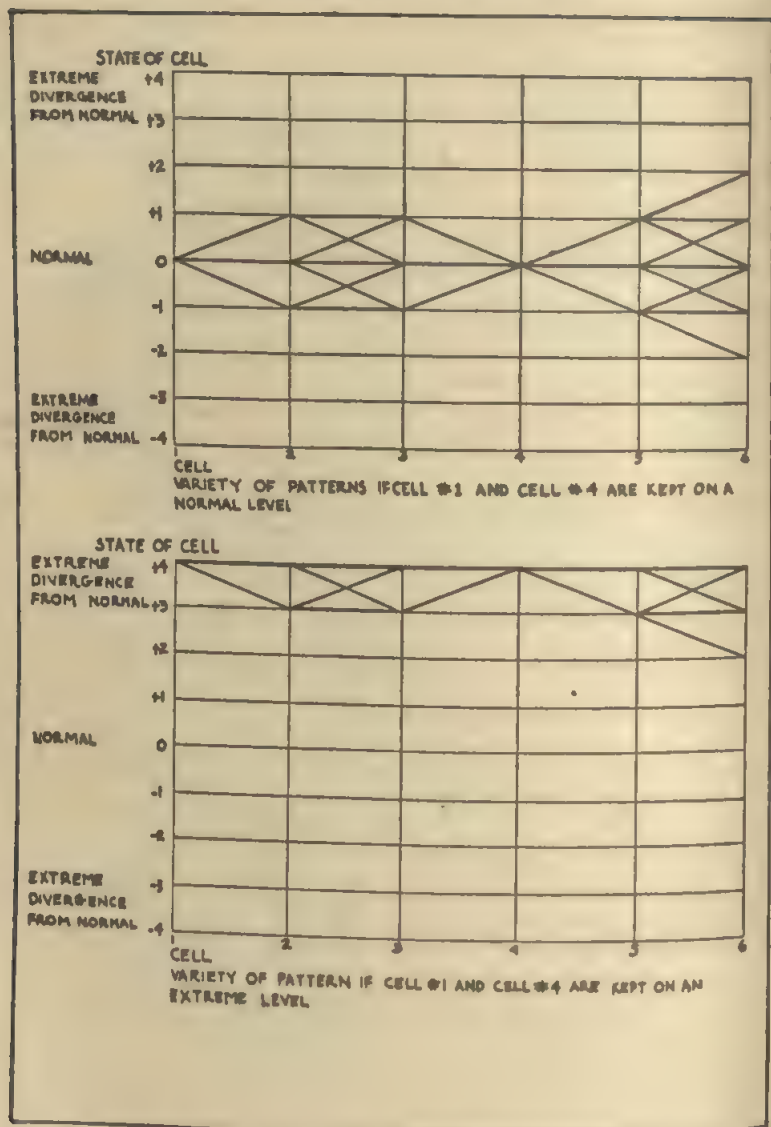 STATE OF CELL
EXTREME
DIVERGENCE
FROM NORMAL
+4
+3
+2
+1
NORMAL
0
-1
-2
-3
EXTREME
DIVERGENCE
FROM NORMAL
-4
1 2 3 4 5 6
CELL
VARIETY OF PATTERNS IF CELL #1 AND CELL #4 ARE KEPT ON A
NORMAL LEVEL
STATE OF CELL
EXTREME
DIVERGENCE
FROM NORMAL
+4
+3
+2
+1
NORMAL
0
-1
-2
-3
EXTREME
DIVERGENCE
FROM NORMAL
-4
1 2 3 4 5 6
CELL
VARIETY OF PATTERN IF CELL #1 AND CELL #4 ARE KEPT ON AN
EXTREME LEVEL